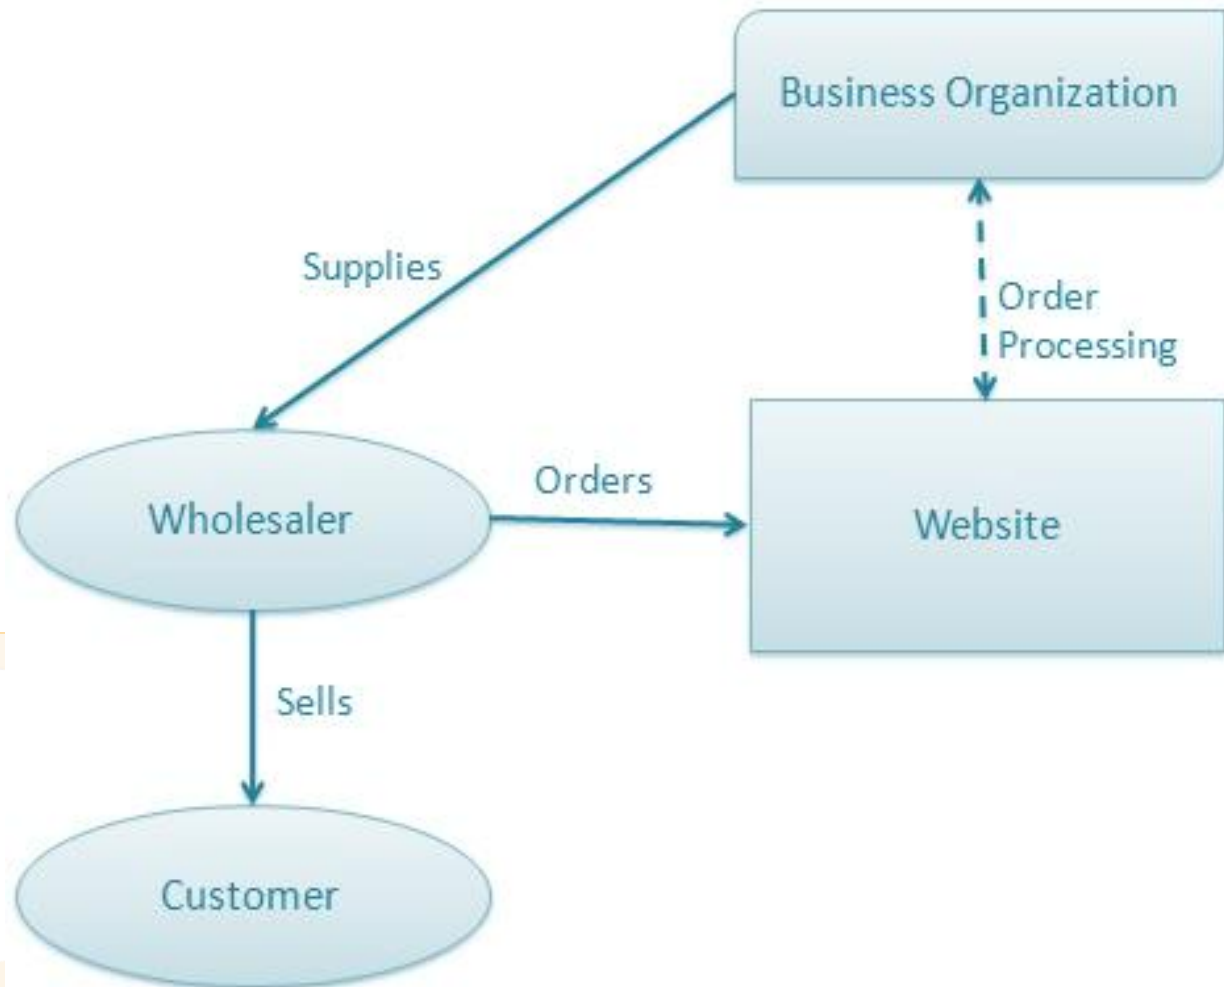 Business Organization
Supplies
Order
Processing
Orders
Wholesaler
Website
Sells
Customer